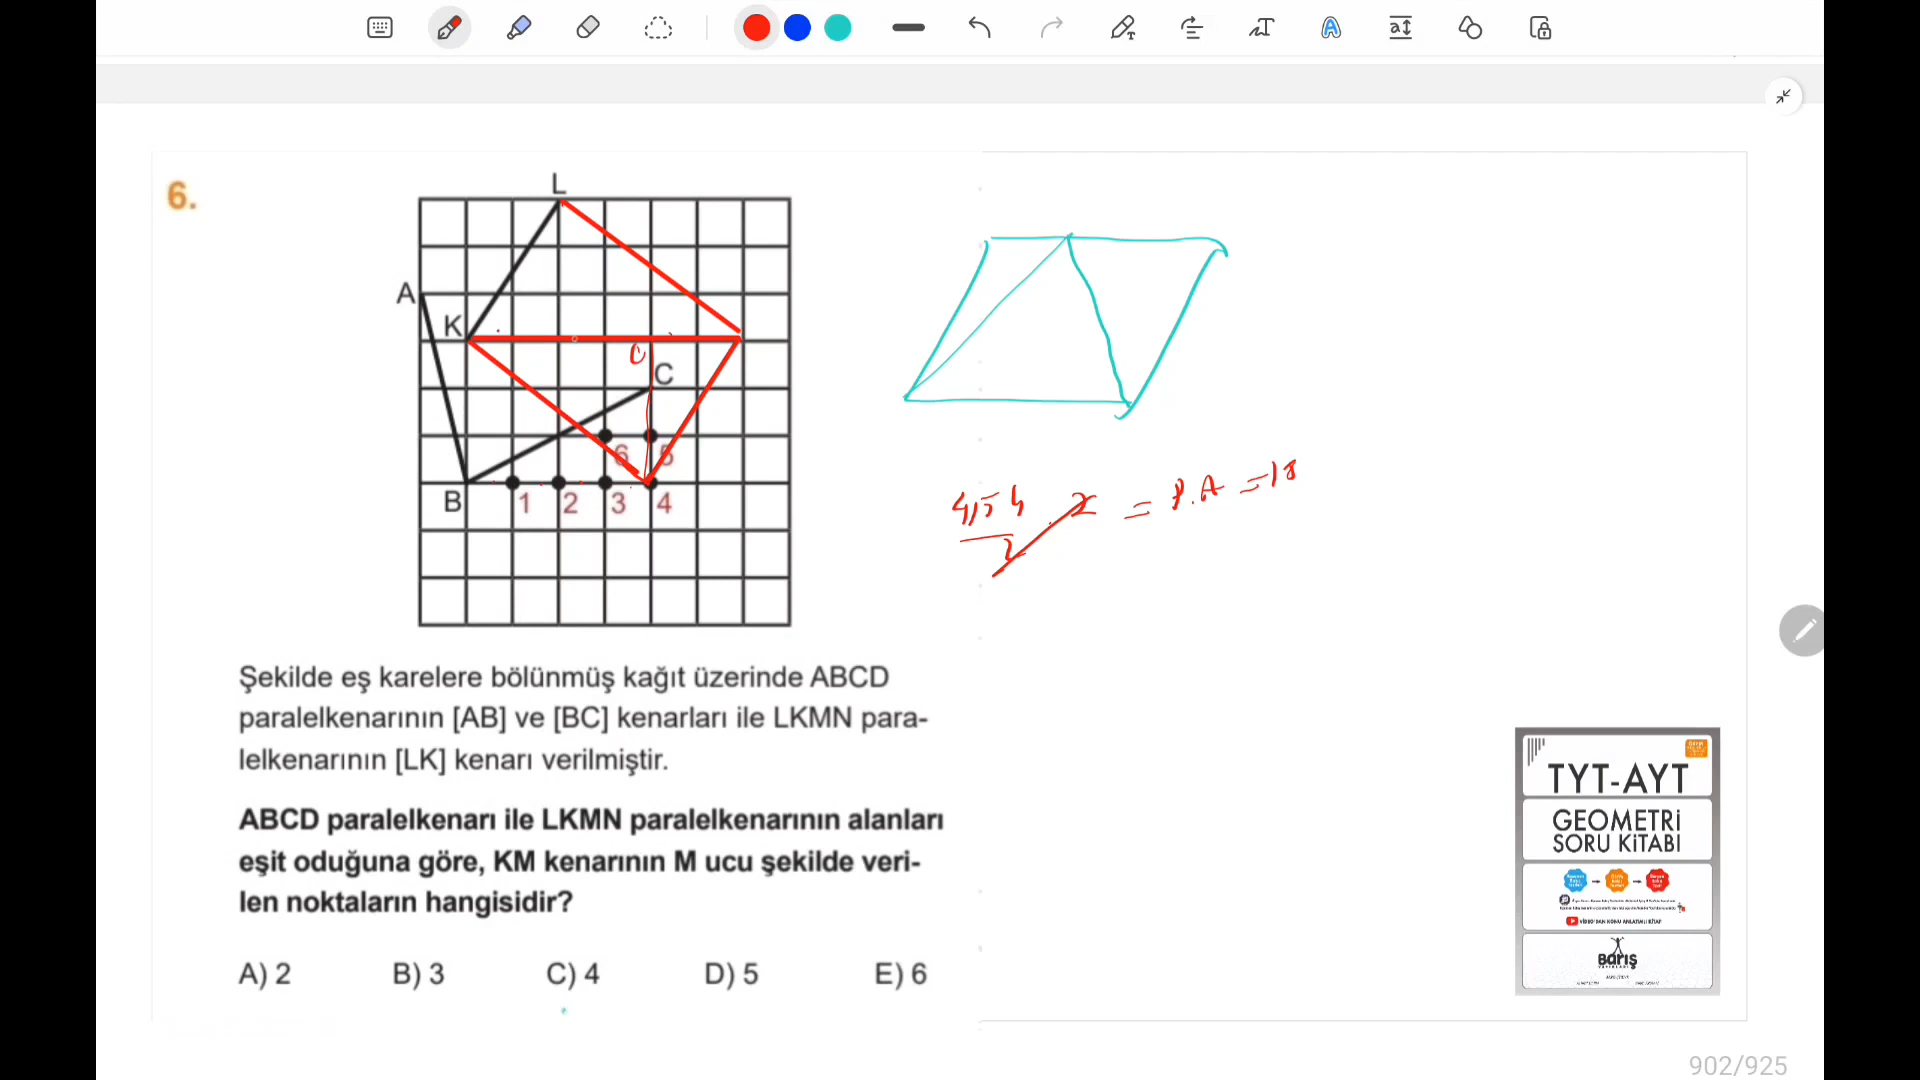 6.
L
A
K
C
6 5
B 1 2 3 4
= P.A = 18
Şekilde eş karelere bölünmüş kağıt üzerinde ABCD
paralelkenarının [AB] ve [BC] kenarları ile LKMN para-
lelkenarının [LK] kenarı verilmiştir.
ABCD paralelkenarı ile LKMN paralelkenarının alanları
eşit oduğuna göre, KM kenarının M ucu şekilde veri-
len noktaların hangisidir?
A) 2 B) 3 C) 4 D) 5 E) 6
TYT-AYT
GEOMETRİ
SORU KİTABI
BARIŞ
902/925